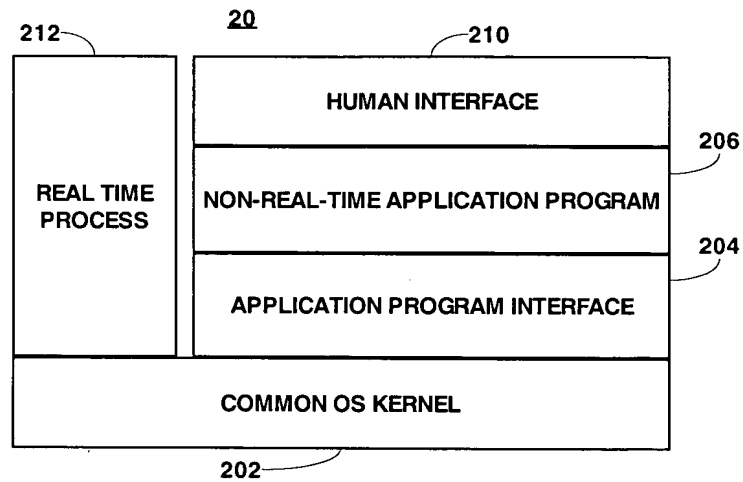 20
212
210
HUMAN INTERFACE
206
REAL TIME
PROCESS
NON-REAL-TIME APPLICATION PROGRAM
204
APPLICATION PROGRAM INTERFACE
COMMON OS KERNEL
202